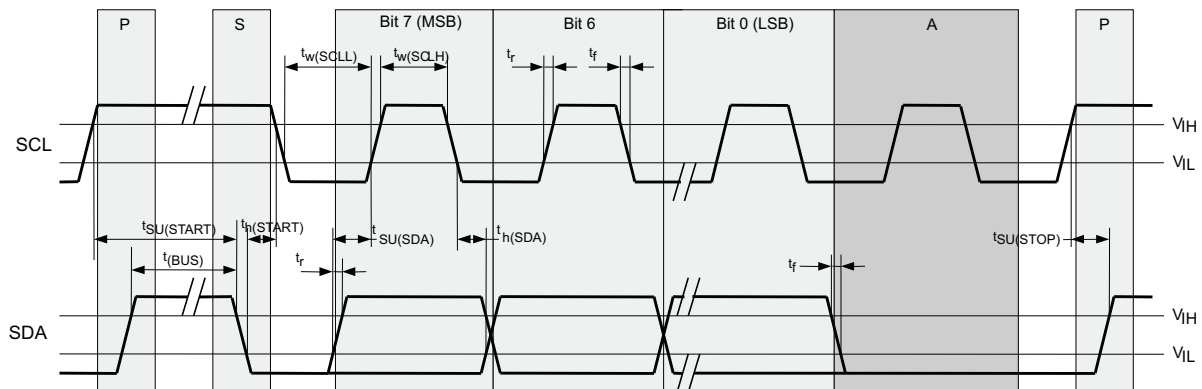 P
S
Bit 7 (MSB)
Bit 6
Bit 0 (LSB)
A
P
tw(SCLL)
tw(SCLH)
tr
tf
SCL
VIH
VIL
tSU(START)
th(START)
tSU(SDA)
th(SDA)
tSU(STOP)
t(BUS)
tr
tf
SDA
VIH
VIL